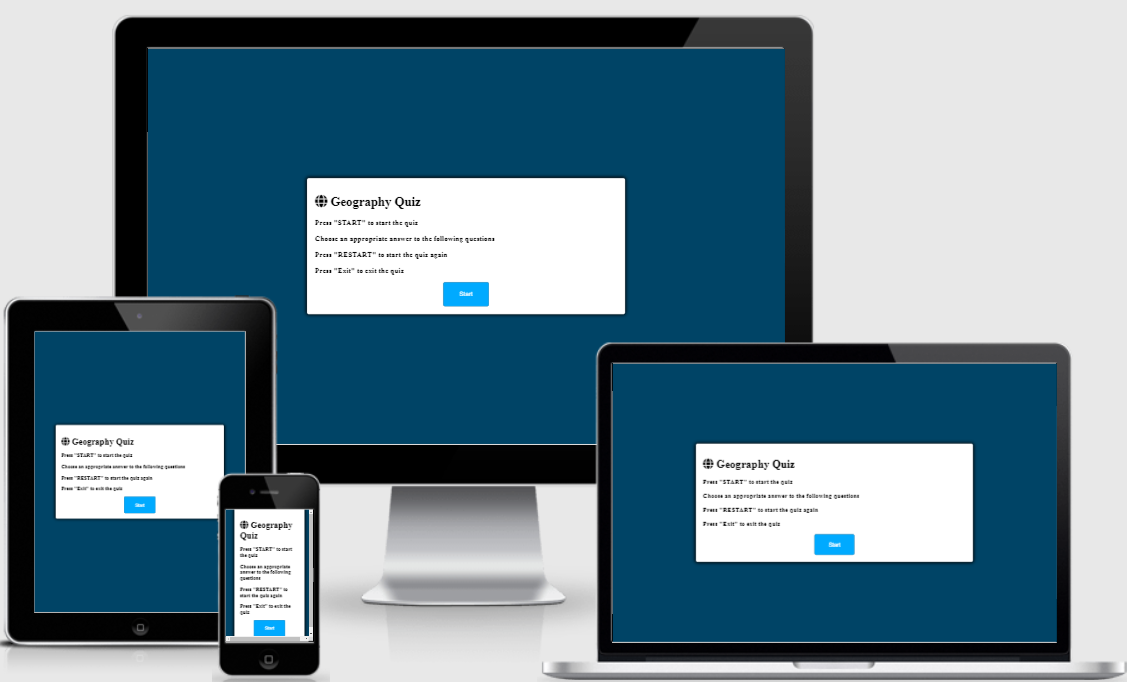 Geography Quiz
Press "START" to start the quiz
Choose an appropriate answer to the following questions
Press "RESTART" to start the quiz again
Press "Exit" to exit the quiz
Start
Geography Quiz
Press "START" to start the quiz
Choose an appropriate answer to the following questions
Press "RESTART" to start the quiz again
Press "Exit" to exit the quiz
Start
Geography
Quiz
Press "START" to start
the quiz
Choose an appropriate
answer to the following
questions
Press "RESTART" to
start the quiz again
Press "Exit" to exit the
quiz
Start
Geography Quiz
Press "START" to start the quiz
Choose an appropriate answer to the following questions
Press "RESTART" to start the quiz again
Press "Exit" to exit the quiz
Start